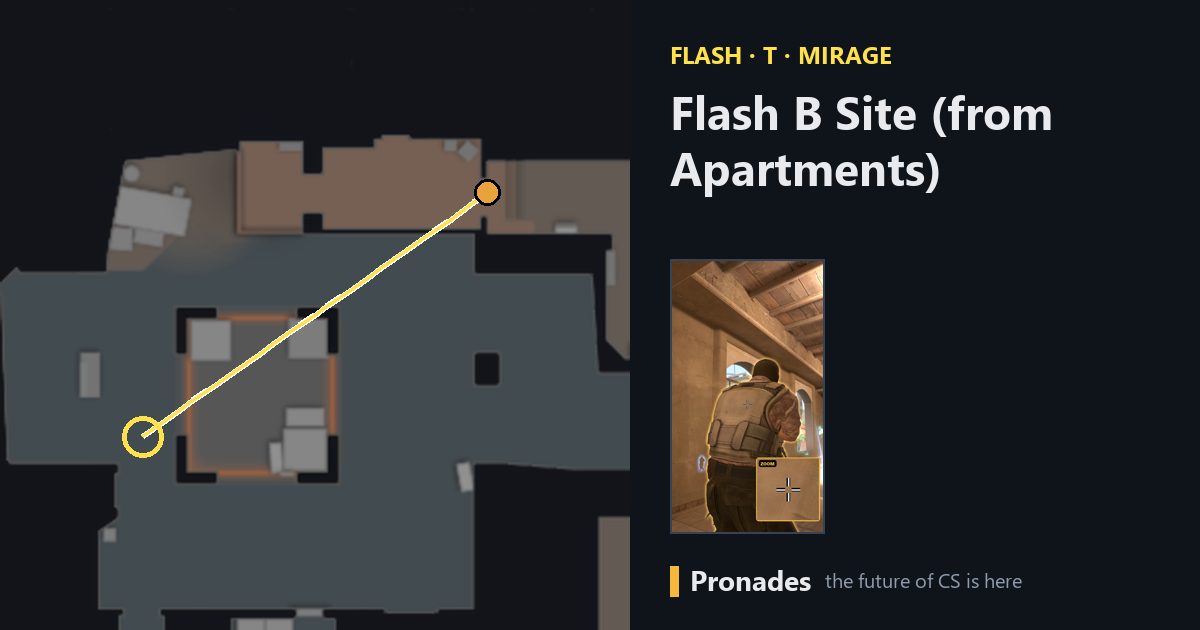 FLASH · T · MIRAGE
Flash B Site (from
Apartments)
ZOOM
Pronades the future of CS is here